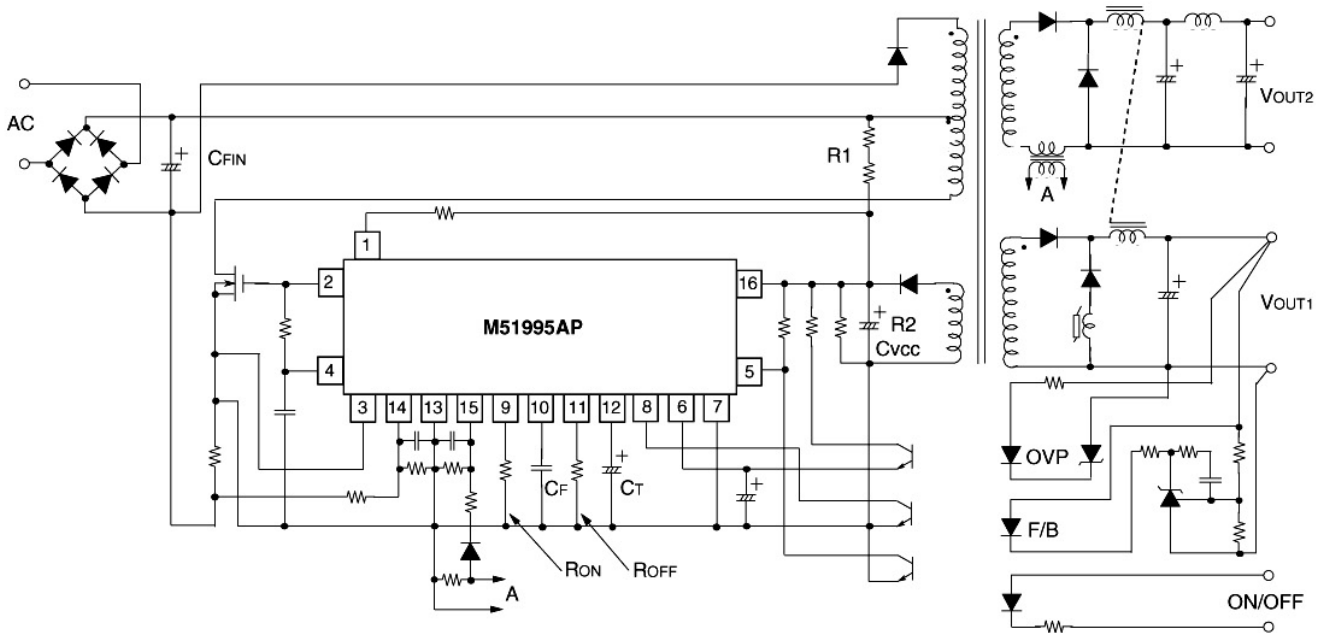 AC
+
CFIN
R1
+
+
VOUT2
A
1
2
16
M51995AP
+
R2
CVCC
+
VOUT1
4
5
3
14
13
15
9
10
11
12
8
6
7
CF
+
CT
+
OVP
F/B
RON
ROFF
A
ON/OFF